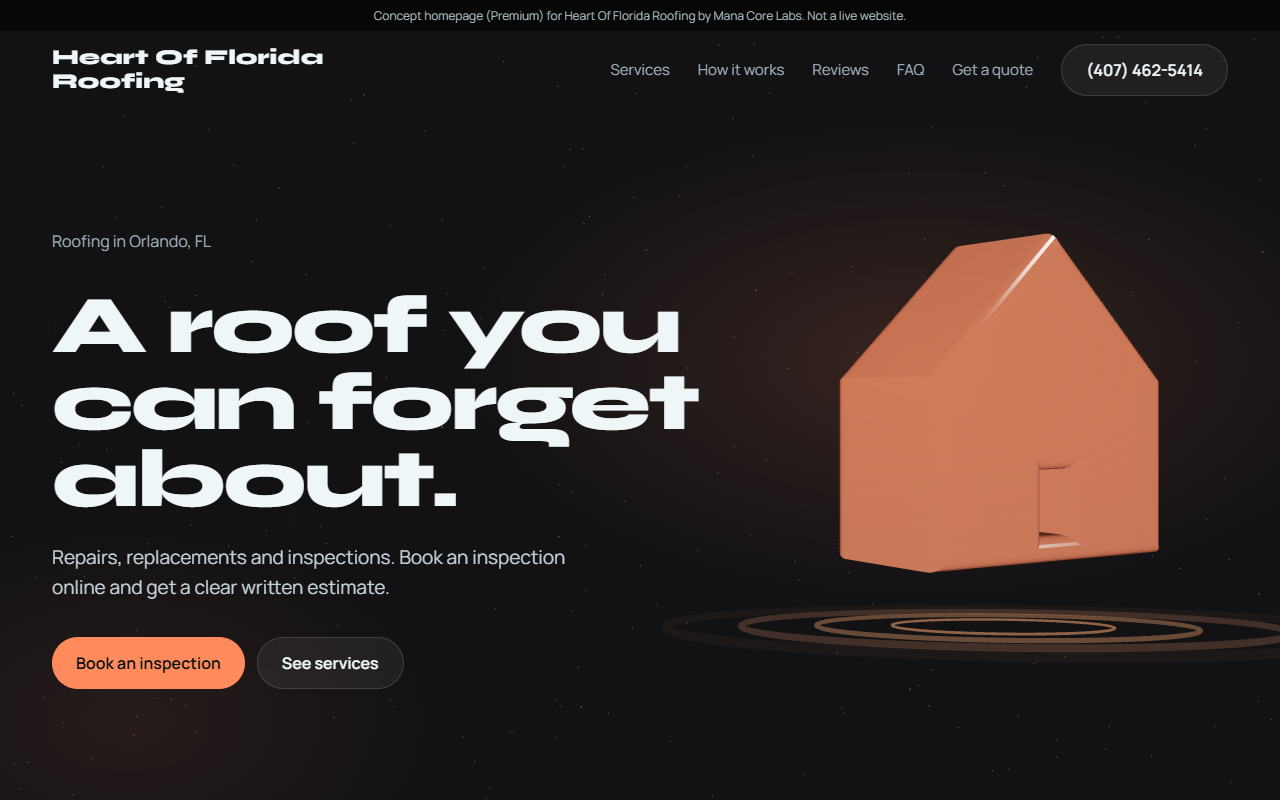 Concept homepage (Premium) for Heart Of Florida Roofing by Mana Core Labs. Not a live website.
Heart Of Florida
Roofing
Services
How it works
Reviews
FAQ
Get a quote
(407) 462-5414
Roofing in Orlando, FL
A roof you
can forget
about.
Repairs, replacements and inspections. Book an inspection
online and get a clear written estimate.
Book an inspection
See services